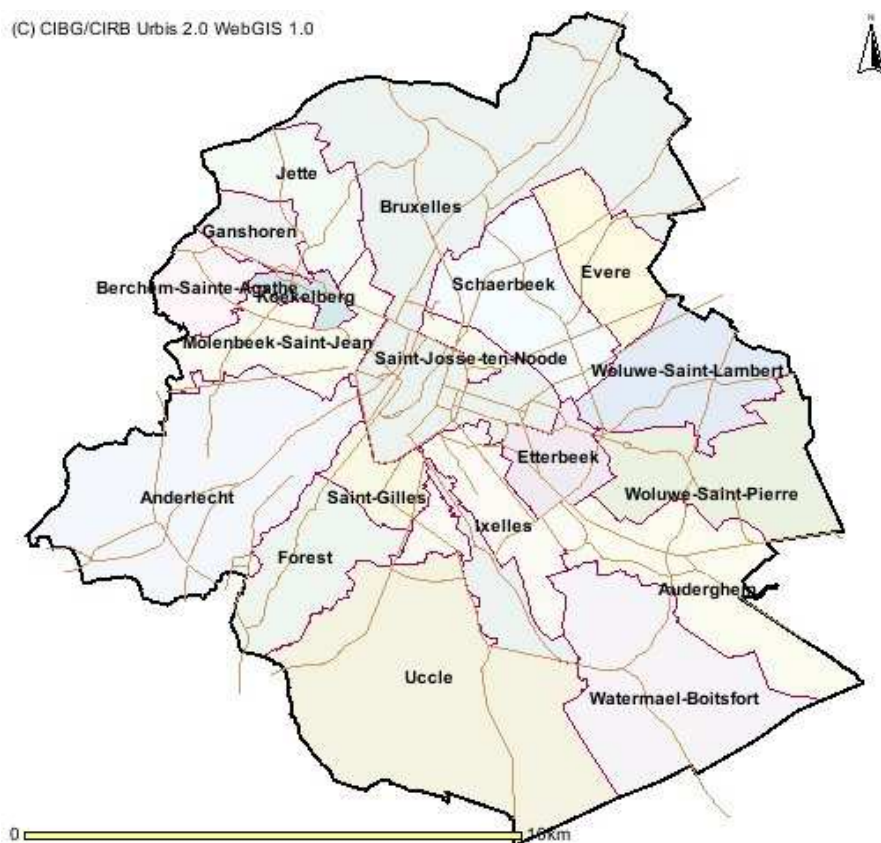 (C) CIBG/CIRB Urbis 2.0 WebGIS 1.0
N
Jette
Bruxelles
Ganshoren
Evere
Schaerbeek
Berchem-Sainte-Agathe
Koekelberg
Molenbeek-Saint-Jean
Saint-Josse-ten-Noode
Woluwe-Saint-Lambert
Etterbeek
Anderlecht
Saint-Gilles
Woluwe-Saint-Pierre
Ixelles
Forest
Auderghem
Uccle
Watermael-Boitsfort
0 10km